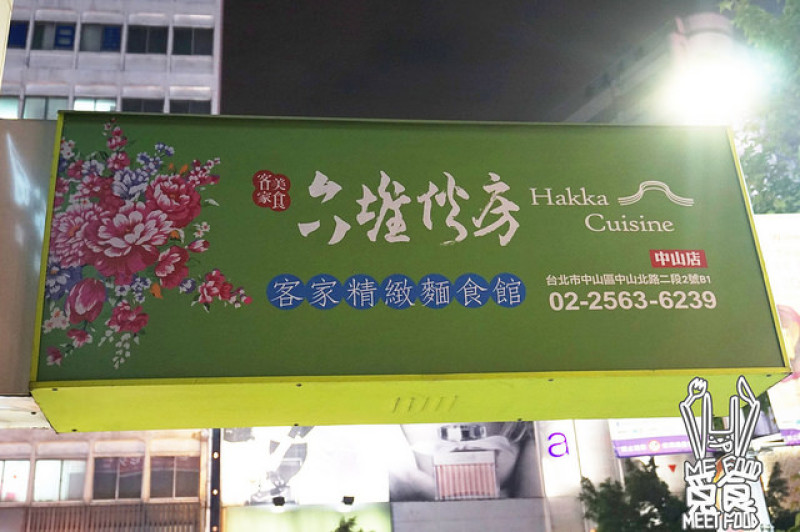 客家美食
六堆伙房
Hakka
Cuisine
中山店
客家精緻麵食館
台北市中山區中山北路二段2號B1
02-2563-6239
a
MEET FOOD